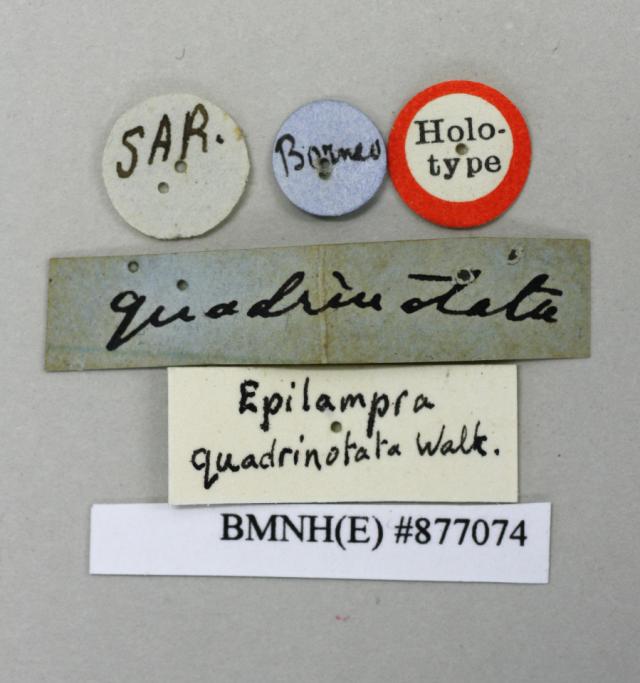 SAR.
Borneo
Holo-
type
quadrinotata
Epilampra
quadrinotata Walk.
BMNH(E) #877074